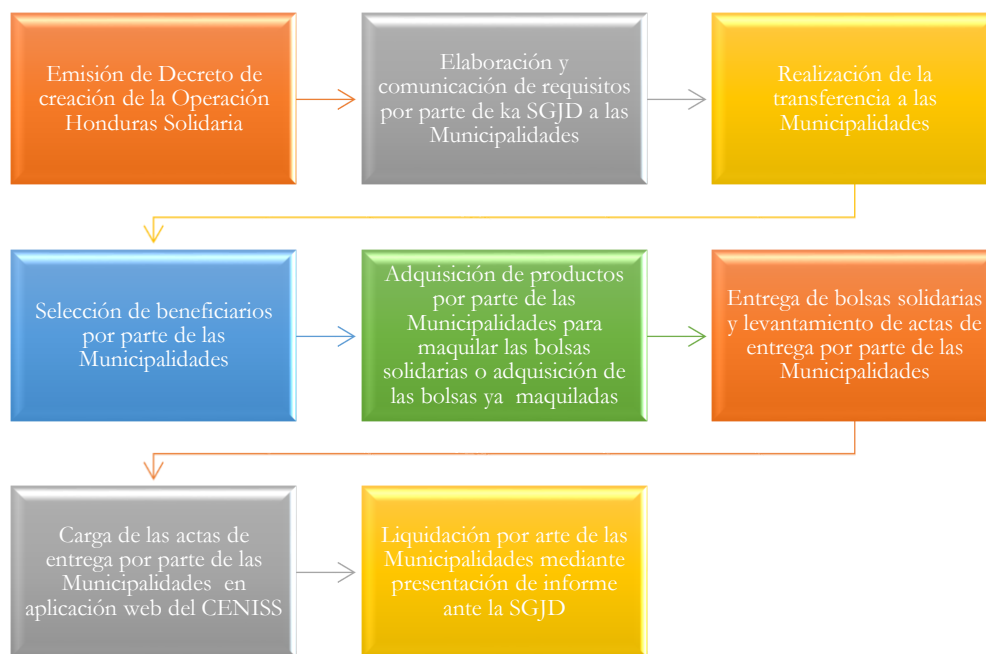 Emisión de Decreto de
creación de la Operación
Honduras Solidaria
Elaboración y
comunicación de requisitos
por parte de ka SGJD a las
Municipalidades
Realización de la
transferencia a las
Municipalidades
Selección de beneficiarios
por parte de las
Municipalidades
Adquisición de productos
por parte de las
Municipalidades para
maquilar las bolsas
solidarias o adquisición de
las bolsas ya maquiladas
Entrega de bolsas solidarias
y levantamiento de actas de
entrega por parte de las
Municipalidades
Carga de las actas de
entrega por parte de las
Municipalidades en
aplicación web del CENISS
Liquidación por arte de las
Municipalidades mediante
presentación de informe
ante la SGJD